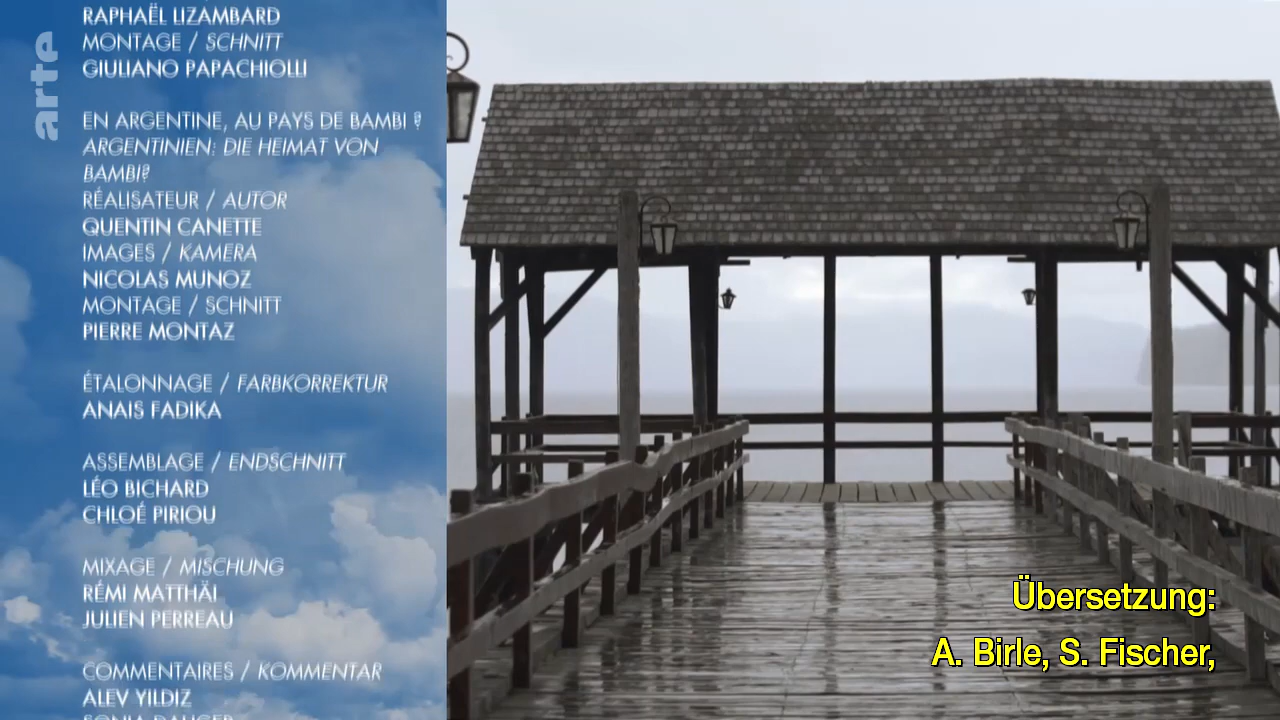 arte
RAPHAËL LIZAMBARD
MONTAGE / SCHNITT
GIULIANO PAPACHIOLLI
EN ARGENTINE, AU PAYS DE BAMBI ?
ARGENTINIEN: DIE HEIMAT VON
BAMBI?
RÉALISATEUR / AUTOR
QUENTIN CANETTE
IMAGES / KAMERA
NICOLAS MUNOZ
MONTAGE / SCHNITT
PIERRE MONTAZ
ÉTALONNAGE / FARBKORREKTUR
ANAIS FADIKA
ASSEMBLAGE / ENDSCHNITT
LÉO BICHARD
CHLOÉ PIRIOU
MIXAGE / MISCHUNG
RÉMI MATTHÄI
JULIEN PERREAU
COMMENTAIRES / KOMMENTAR
ALEV YILDIZ
Übersetzung:
A. Birle, S. Fischer,